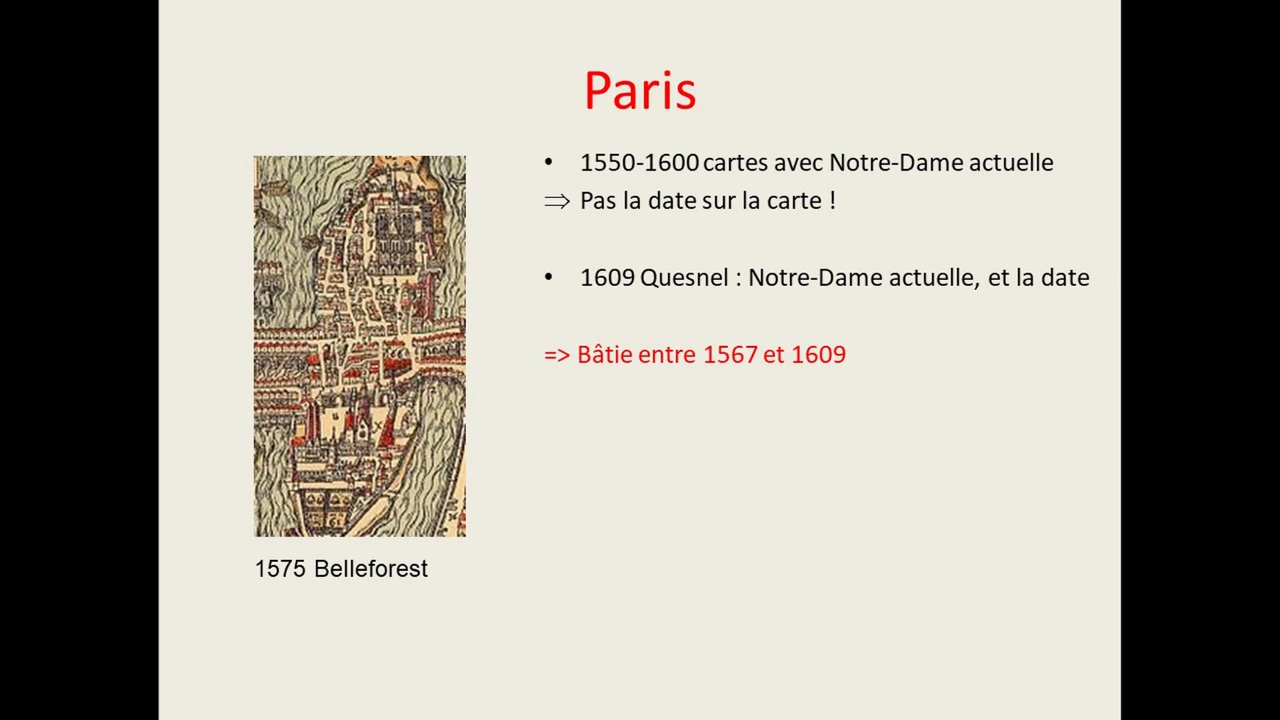 Paris
• 1550-1600 cartes avec Notre-Dame actuelle
⇒ Pas la date sur la carte !
• 1609 Quesnel : Notre-Dame actuelle, et la date
=> Bâtie entre 1567 et 1609
1575 Belleforest